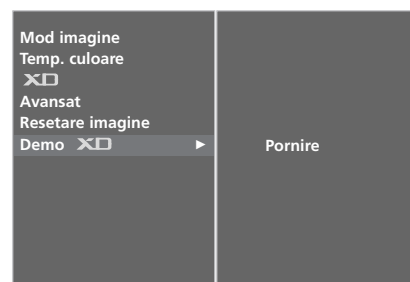 Mod imagine
Temp. culoare
XD
Avansat
Resetare imagine
Demo XD ►
Pornire